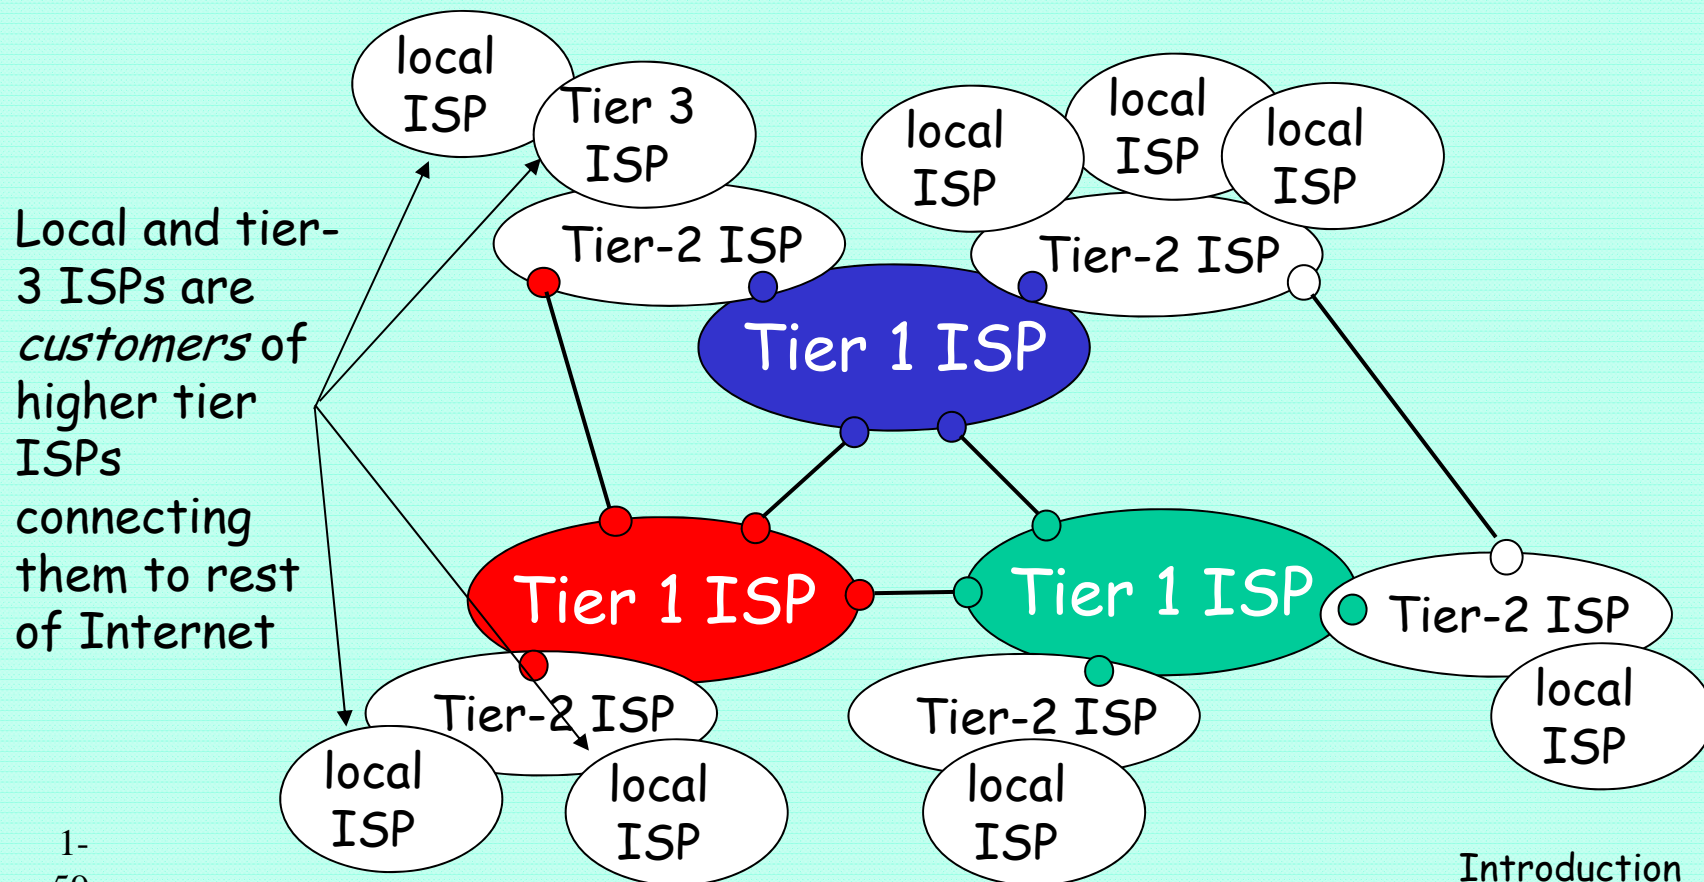 local
ISP
Tier 3
ISP
local
ISP
local
ISP
local
ISP
Local and tier-
3 ISPs are
customers of
higher tier
ISPs
connecting
them to rest
of Internet
Tier-2 ISP
Tier-2 ISP
Tier 1 ISP
Tier 1 ISP
Tier 1 ISP
Tier-2 ISP
Tier-2 ISP
Tier-2 ISP
local
ISP
local
ISP
local
ISP
local
ISP
1-
Introduction